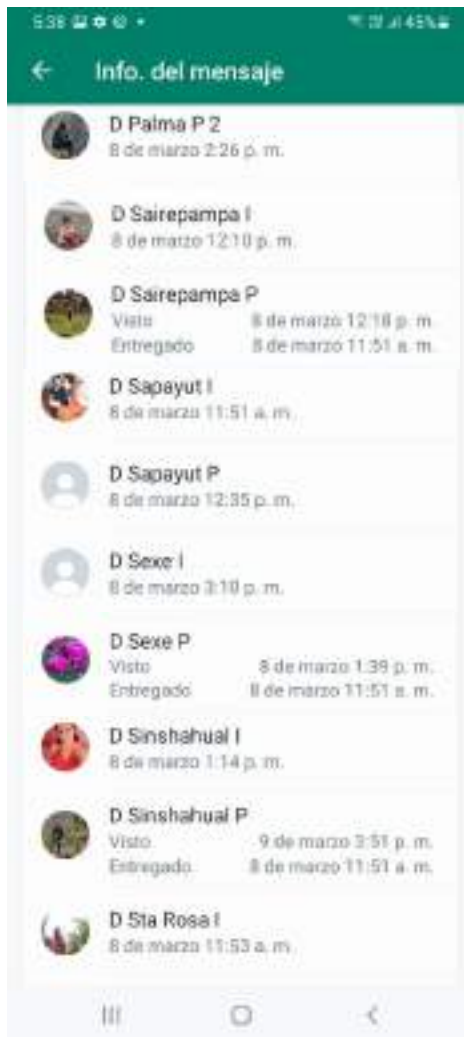 5:38
45%
Info. del mensaje
D Palma P 2
8 de marzo 2:26 p. m.
D Sairepampa I
8 de marzo 12:10 p. m.
D Sairepampa P
Visto 8 de marzo 12:18 p. m.
Entregado 8 de marzo 11:51 a. m.
D Sapayut I
8 de marzo 11:51 a. m.
D Sapayut P
8 de marzo 12:35 p. m.
D Sexe I
8 de marzo 3:10 p. m.
D Sexe P
Visto 8 de marzo 1:39 p. m.
Entregado 8 de marzo 11:51 a. m.
D Sinshahual I
8 de marzo 1:14 p. m.
D Sinshahual P
Visto 9 de marzo 3:51 p. m.
Entregado 8 de marzo 11:51 a. m.
D Sta Rosa I
8 de marzo 11:53 a. m.